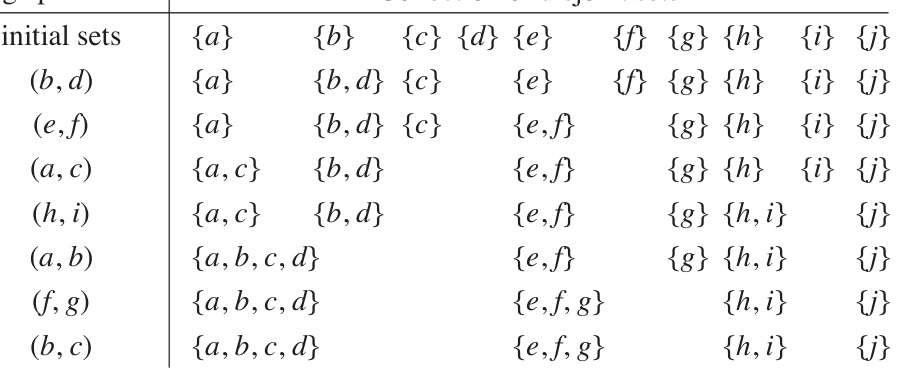 initial sets {a} {b} {c} {d} {e} {f} {g} {h} {i} {j}
(b, d) {a} {b, d} {c} {e} {f} {g} {h} {i} {j}
(e, f) {a} {b, d} {c} {e, f} {g} {h} {i} {j}
(a, c) {a, c} {b, d} {e, f} {g} {h} {i} {j}
(h, i) {a, c} {b, d} {e, f} {g} {h, i} {j}
(a, b) {a, b, c, d} {e, f} {g} {h, i} {j}
(f, g) {a, b, c, d} {e, f, g} {h, i} {j}
(b, c) {a, b, c, d} {e, f, g} {h, i} {j}